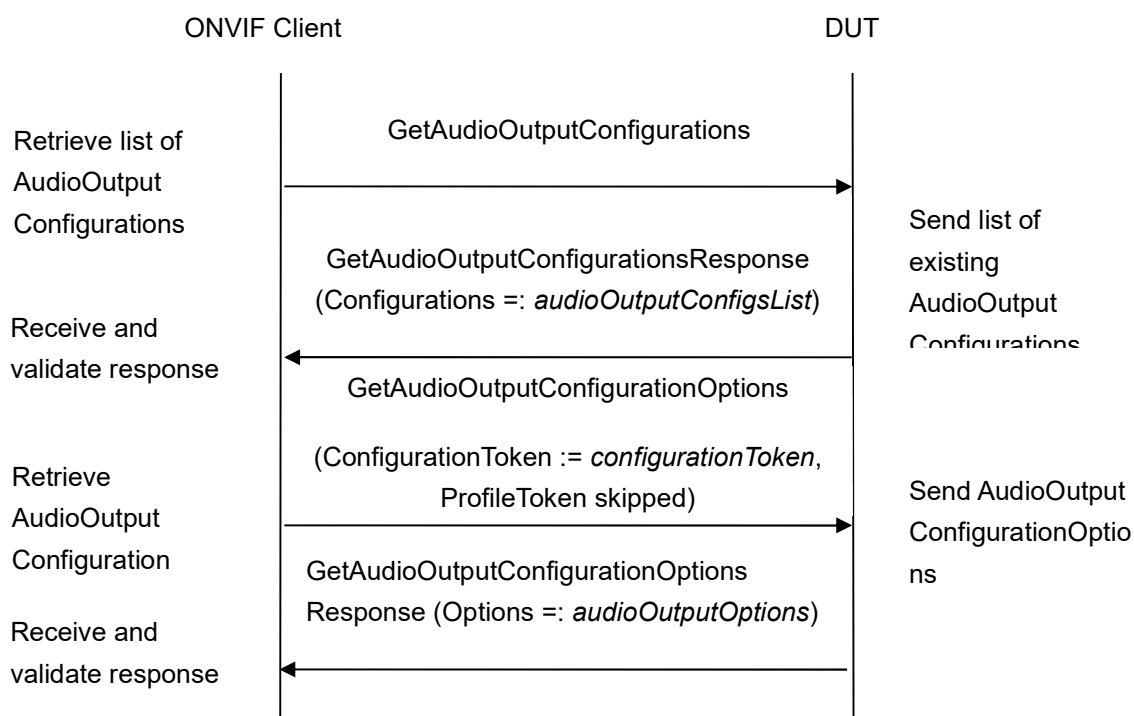 ONVIF Client
DUT
Retrieve list of
AudioOutput
Configurations
GetAudioOutputConfigurations
Send list of
existing
AudioOutput
Configurations
GetAudioOutputConfigurationsResponse
(Configurations =: audioOutputConfigsList)
Receive and
validate response
GetAudioOutputConfigurationOptions
(ConfigurationToken := configurationToken,
ProfileToken skipped)
Retrieve
AudioOutput
Configuration
Send AudioOutput
ConfigurationOptio
ns
GetAudioOutputConfigurationOptions
Response (Options =: audioOutputOptions)
Receive and
validate response